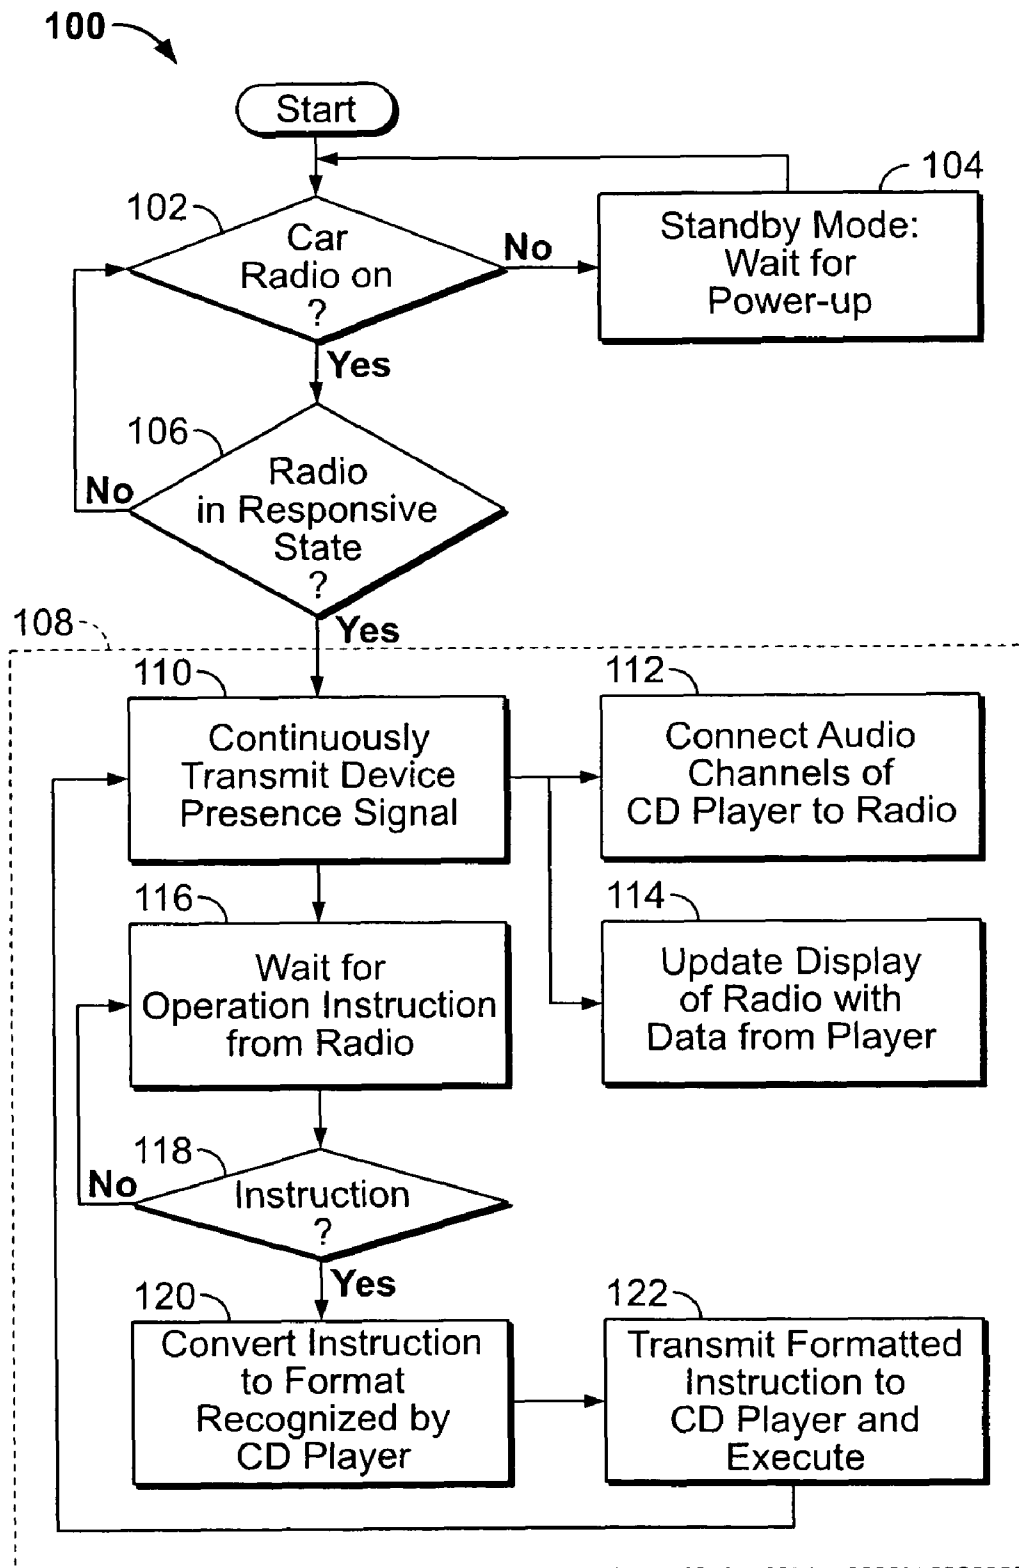 100
Start
104
102
Car
Radio on
?
No
Standby Mode:
Wait for
Power-up
Yes
106
Radio
in Responsive
State
?
No
Yes
108
110
Continuously
Transmit Device
Presence Signal
112
Connect Audio
Channels of
CD Player to Radio
116
Wait for
Operation Instruction
from Radio
114
Update Display
of Radio with
Data from Player
118
Instruction
?
No
Yes
120
Convert Instruction
to Format
Recognized by
CD Player
122
Transmit Formatted
Instruction to
CD Player and
Execute